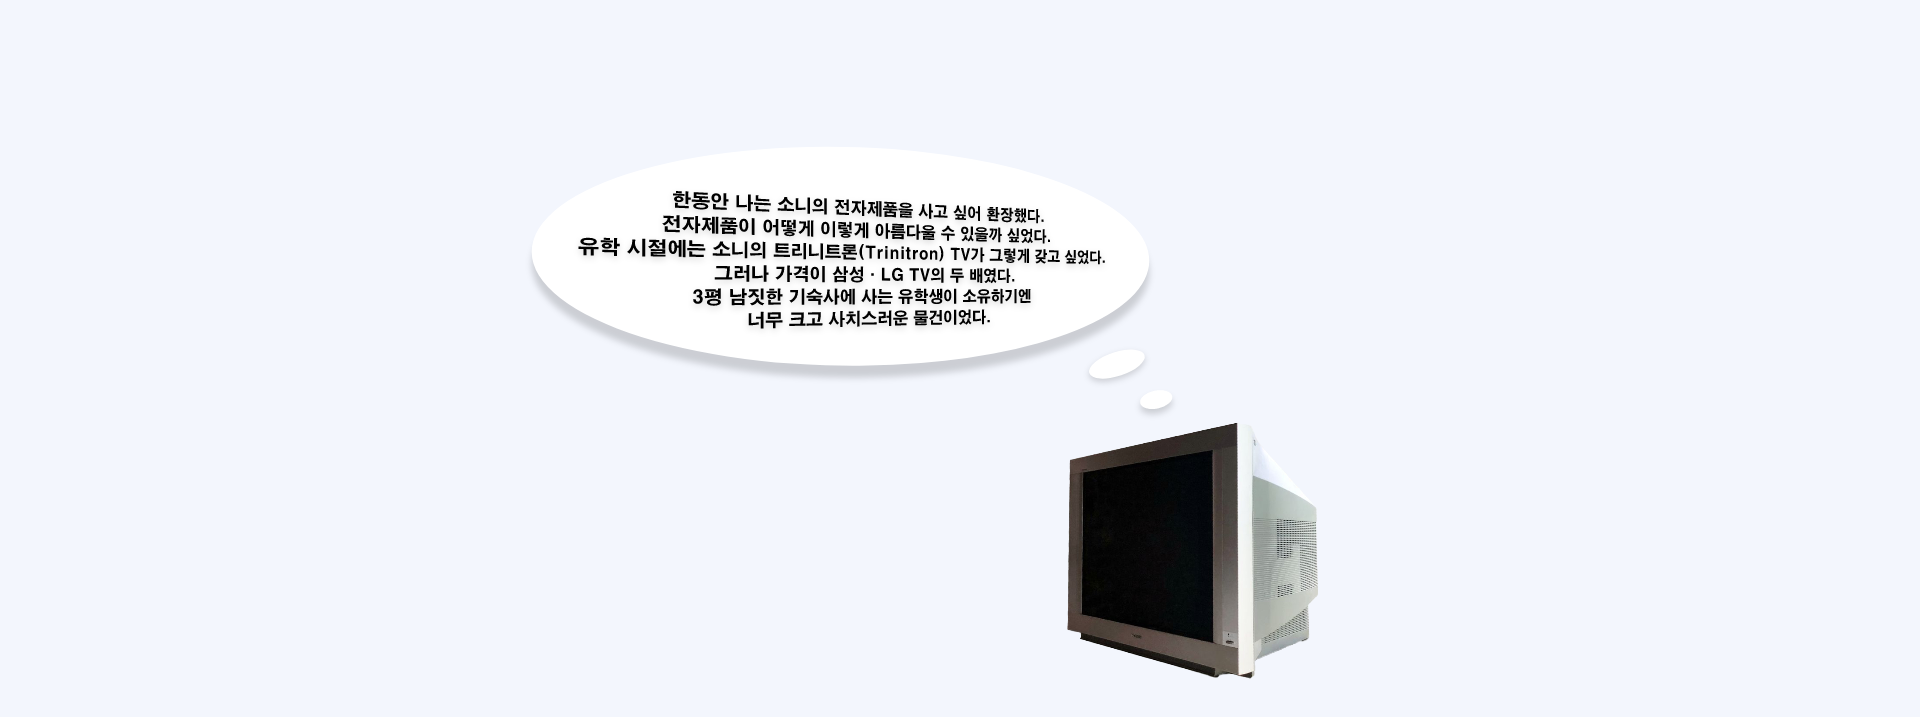 한동안 나는 소니의 전자제품을 사고 싶어 환장했다.
전자제품이 어떻게 이렇게 아름다울 수 있을까 싶었다.
유학 시절에는 소니의 트리니트론(Trinitron) TV가 그렇게 갖고 싶었다.
그러나 가격이 삼성 · LG TV의 두 배였다.
3평 남짓한 기숙사에 사는 유학생이 소유하기엔
너무 크고 사치스러운 물건이었다.